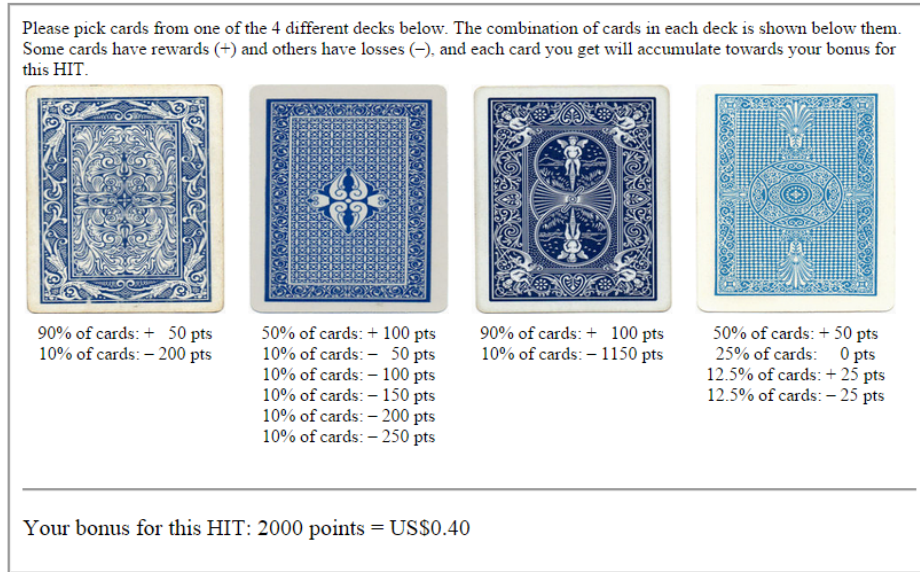 Please pick cards from one of the 4 different decks below. The combination of cards in each deck is shown below them.
Some cards have rewards (+) and others have losses (–), and each card you get will accumulate towards your bonus for
this HIT.
90% of cards: + 50 pts
10% of cards: – 200 pts
50% of cards: + 100 pts
10% of cards: – 50 pts
10% of cards: – 100 pts
10% of cards: – 150 pts
10% of cards: – 200 pts
10% of cards: – 250 pts
90% of cards: + 100 pts
10% of cards: – 1150 pts
50% of cards: + 50 pts
25% of cards: 0 pts
12.5% of cards: + 25 pts
12.5% of cards: – 25 pts
Your bonus for this HIT: 2000 points = US$0.40